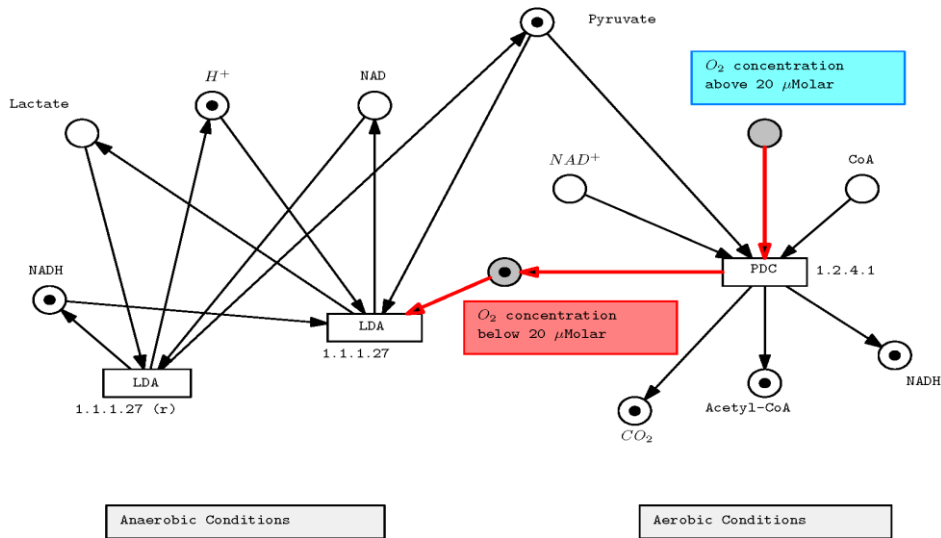 Pyruvate
O₂ concentration
above 20 μMolar
H⁺
NAD
Lactate
NAD⁺
CoA
NADH
PDC
1.2.4.1
LDA
1.1.1.27
O₂ concentration
below 20 μMolar
LDA
1.1.1.27 (r)
NADH
Acetyl-CoA
CO₂
Anaerobic Conditions
Aerobic Conditions